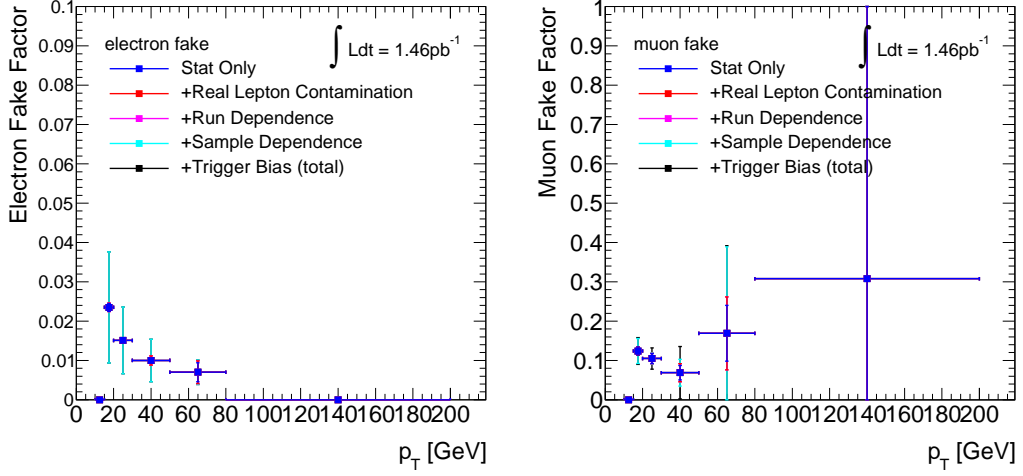 electron fake
∫ Ldt = 1.46pb⁻¹
Stat Only
+Real Lepton Contamination
+Run Dependence
+Sample Dependence
+Trigger Bias (total)
Electron Fake Factor
0.1
0.09
0.08
0.07
0.06
0.05
0.04
0.03
0.02
0.01
0
0 20 40 60 80 100 120 140 160 180 200
p_T [GeV]
muon fake
∫ Ldt = 1.46pb⁻¹
Stat Only
+Real Lepton Contamination
+Run Dependence
+Sample Dependence
+Trigger Bias (total)
Muon Fake Factor
1
0.9
0.8
0.7
0.6
0.5
0.4
0.3
0.2
0.1
0
0 20 40 60 80 100 120 140 160 180 200
p_T [GeV]